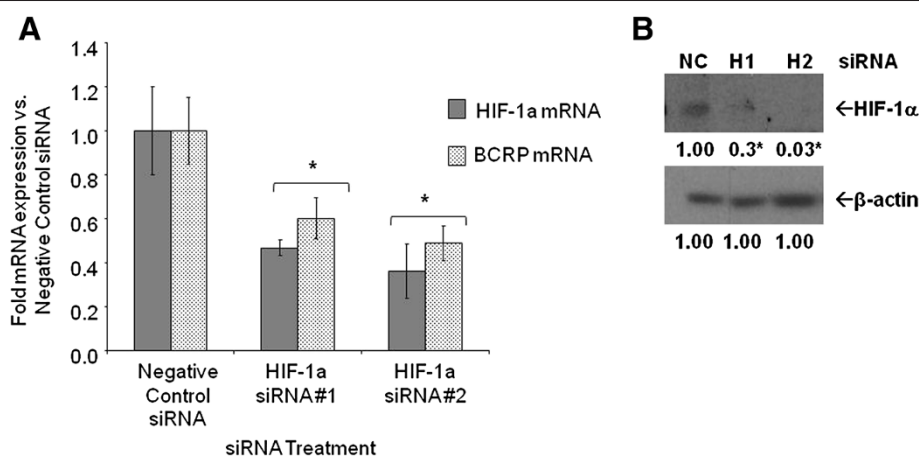 A
Fold mRNA expression vs.
Negative Control siRNA
1.4
1.2
1.0
0.8
0.6
0.4
0.2
0.0
*
*
HIF-1a mRNA
BCRP mRNA
Negative
Control
siRNA
HIF-1a
siRNA#1
HIF-1a
siRNA#2
siRNA Treatment
B
NC H1 H2 siRNA
←HIF-1α
1.00 0.3* 0.03*
←β-actin
1.00 1.00 1.00